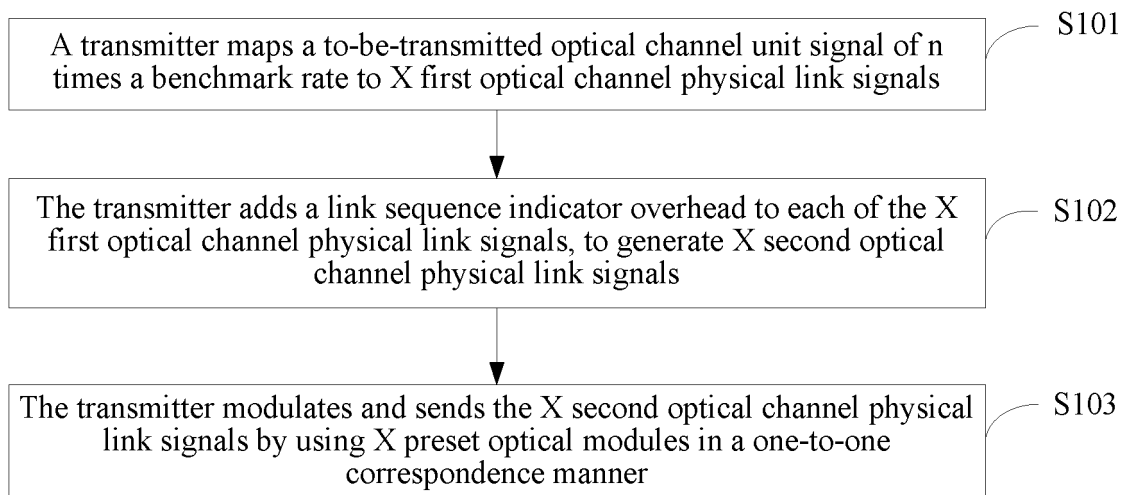 A transmitter maps a to-be-transmitted optical channel unit signal of n
times a benchmark rate to X first optical channel physical link signals
S101
The transmitter adds a link sequence indicator overhead to each of the X
first optical channel physical link signals, to generate X second optical
channel physical link signals
S102
The transmitter modulates and sends the X second optical channel physical
link signals by using X preset optical modules in a one-to-one
correspondence manner
S103